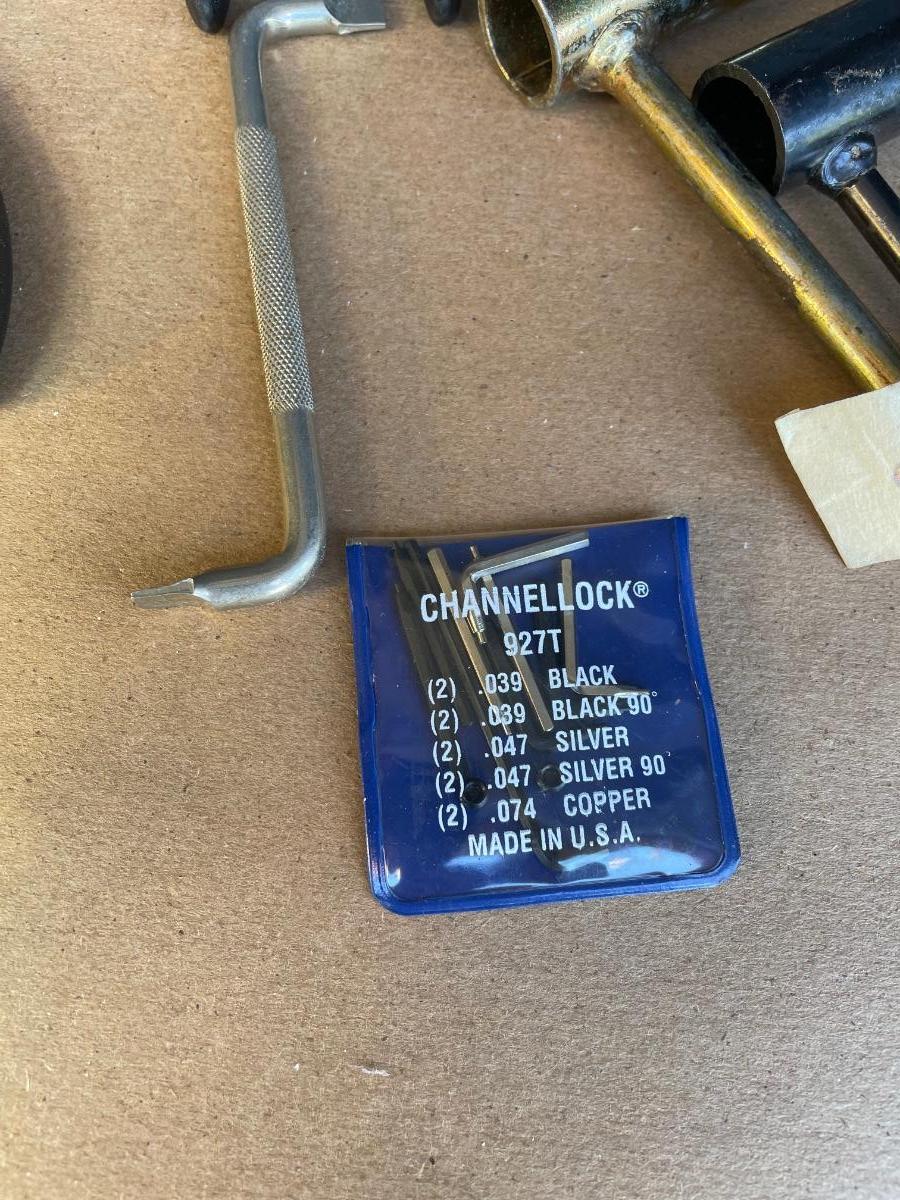 CHANNELLOCK®
927T
(2) .039 BLACK
(2) .039 BLACK 90°
(2) .047 SILVER
(2) .047 SILVER 90°
(2) .074 COPPER
MADE IN U.S.A.